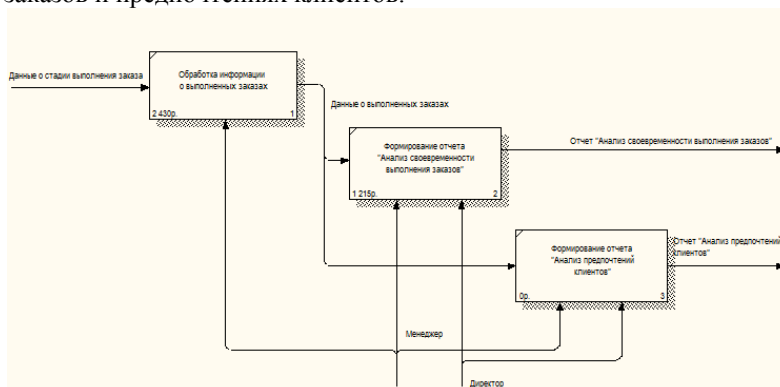 заказов и предпочтениях клиентов.
Данные о стадии выполнения заказа
Обработка информации
о выполненных заказах
2 430р. 1
Данные о выполненных заказах
Формирование отчета
"Анализ своевременности
выполнения заказов"
1 215р. 2
Отчет "Анализ своевременности выполнения заказов"
Формирование отчета
"Анализ предпочтений
клиентов"
0р. 3
Отчет "Анализ предпочтений
клиентов"
Менеджер
Директор